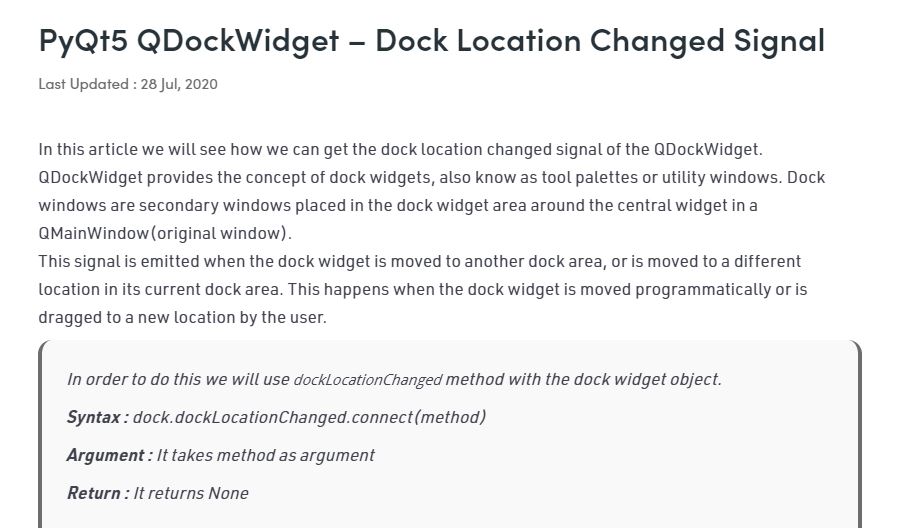 PyQt5 QDockWidget – Dock Location Changed Signal
Last Updated : 28 Jul, 2020
In this article we will see how we can get the dock location changed signal of the QDockWidget.
QDockWidget provides the concept of dock widgets, also know as tool palettes or utility windows. Dock
windows are secondary windows placed in the dock widget area around the central widget in a
QMainWindow(original window).
This signal is emitted when the dock widget is moved to another dock area, or is moved to a different
location in its current dock area. This happens when the dock widget is moved programmatically or is
dragged to a new location by the user.
In order to do this we will use dockLocationChanged method with the dock widget object.
Syntax : dock.dockLocationChanged.connect(method)
Argument : It takes method as argument
Return : It returns None